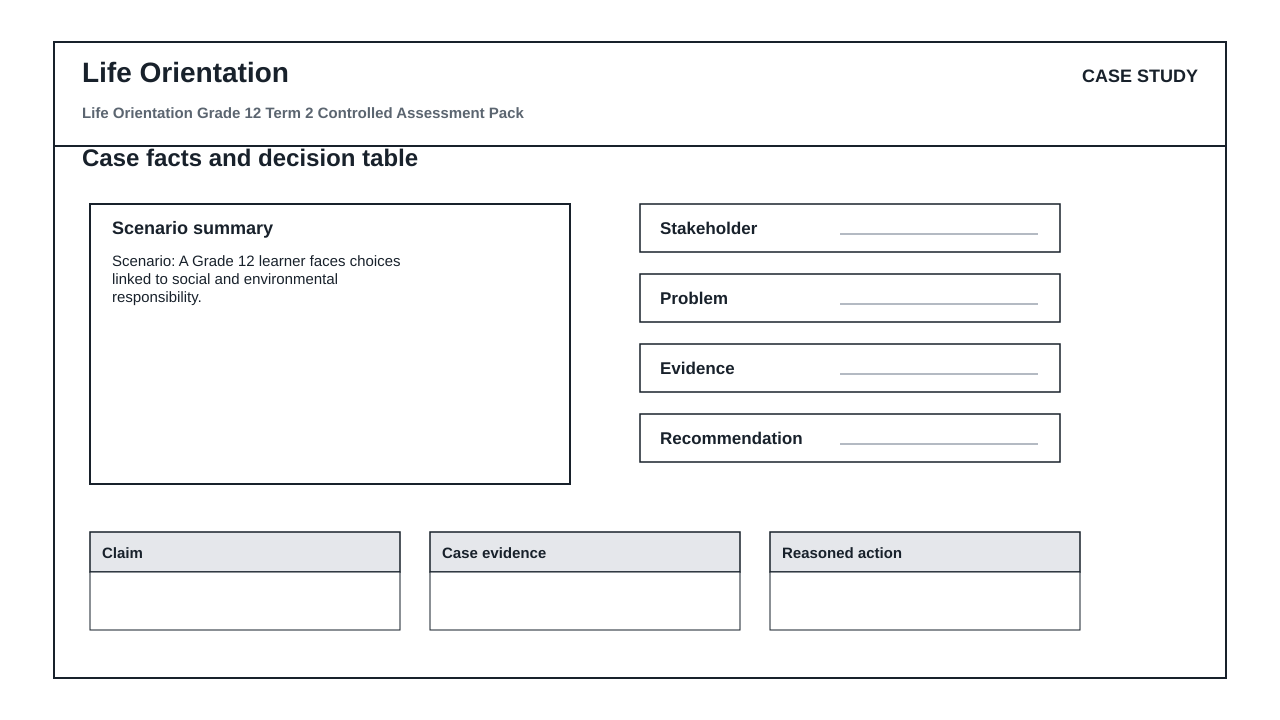 Life Orientation
CASE STUDY
Life Orientation Grade 12 Term 2 Controlled Assessment Pack
Case facts and decision table
Scenario summary
Scenario: A Grade 12 learner faces choices
linked to social and environmental
responsibility.
Stakeholder
Problem
Evidence
Recommendation
Claim
Case evidence
Reasoned action